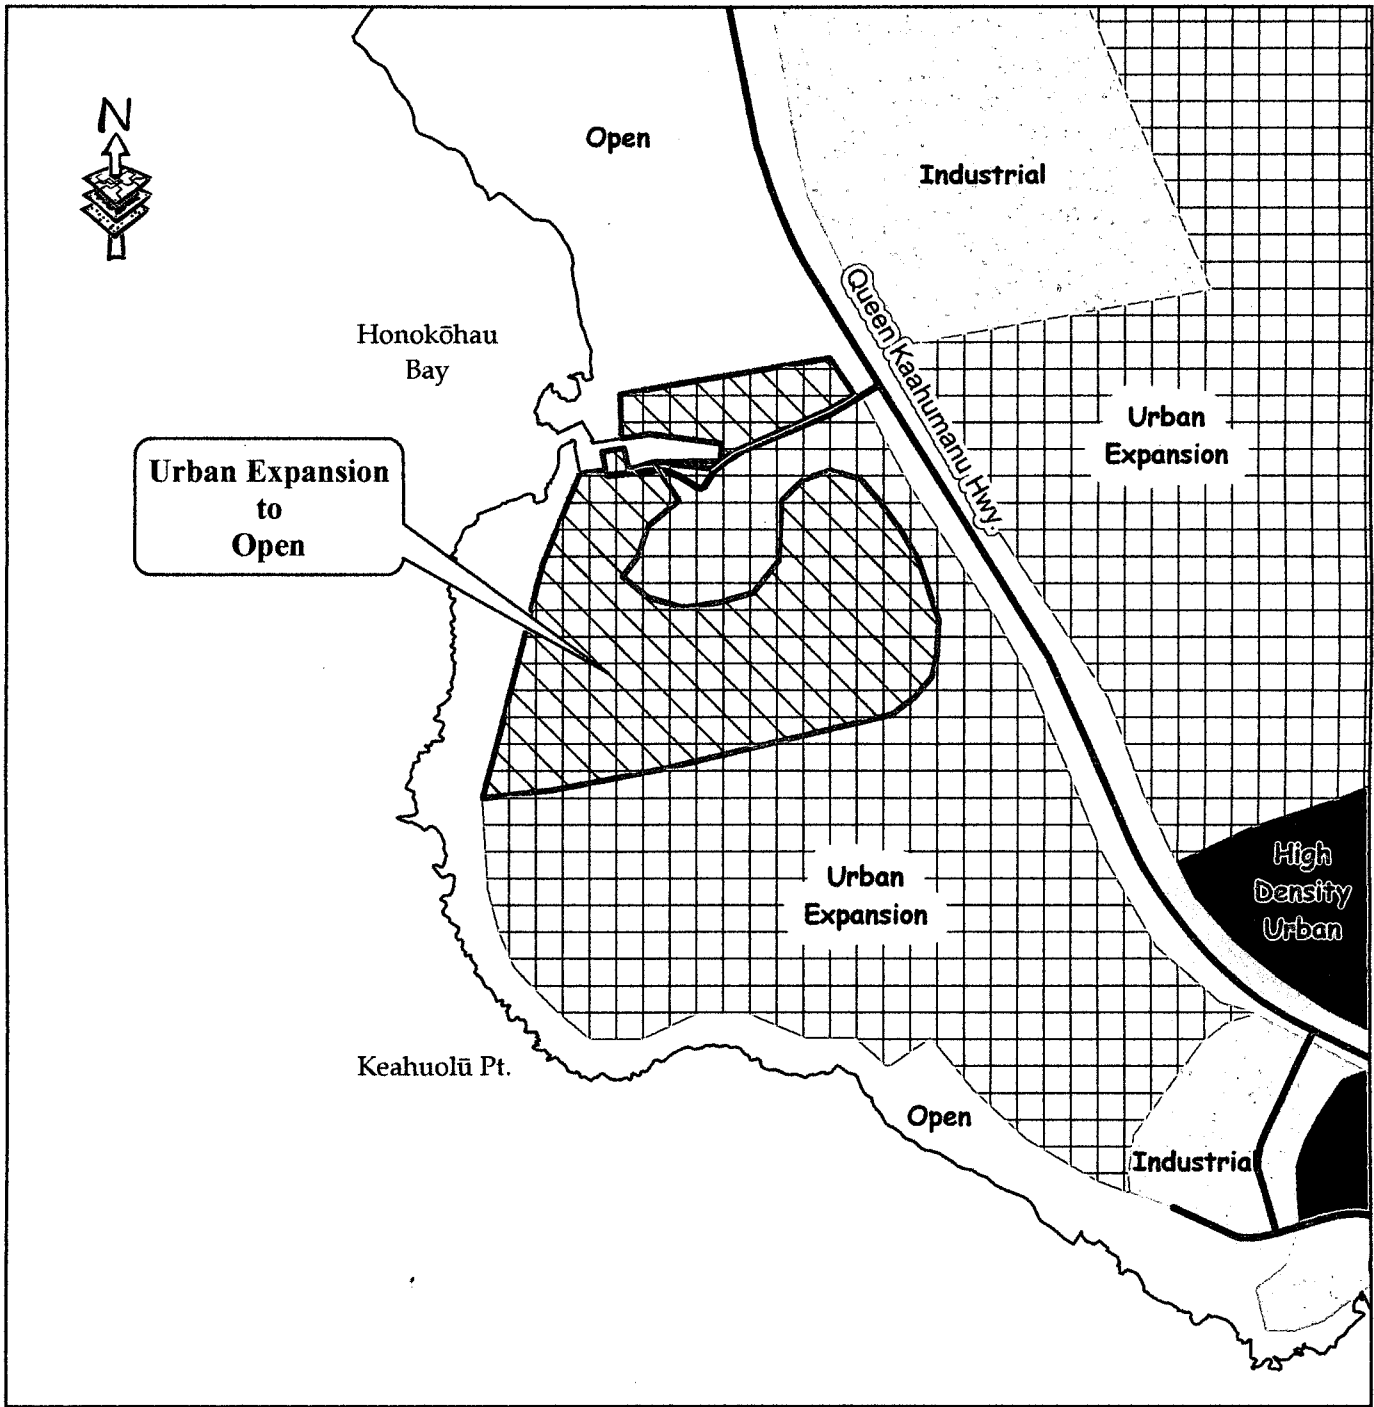 N
Open
Industrial
Queen Kaahumanu Hwy.
Honokōhau
Bay
Urban
Expansion
Urban Expansion
to
Open
High
Density
Urban
Urban
Expansion
Keahuolū Pt.
Open
Industrial